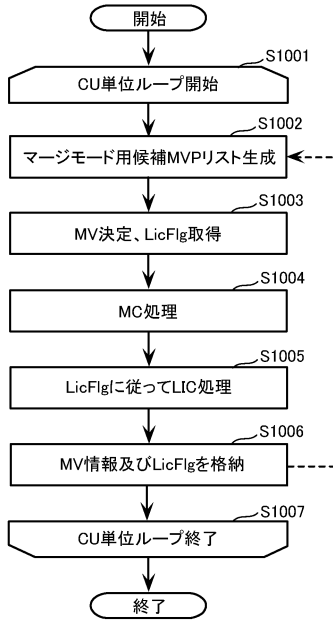 開始
S1001
CU単位ループ開始
S1002
マージモード用候補MVPリスト生成
S1003
MV決定、LicFlg取得
S1004
MC処理
S1005
LicFlgに従ってLIC処理
S1006
MV情報及びLicFlgを格納
S1007
CU単位ループ終了
終了